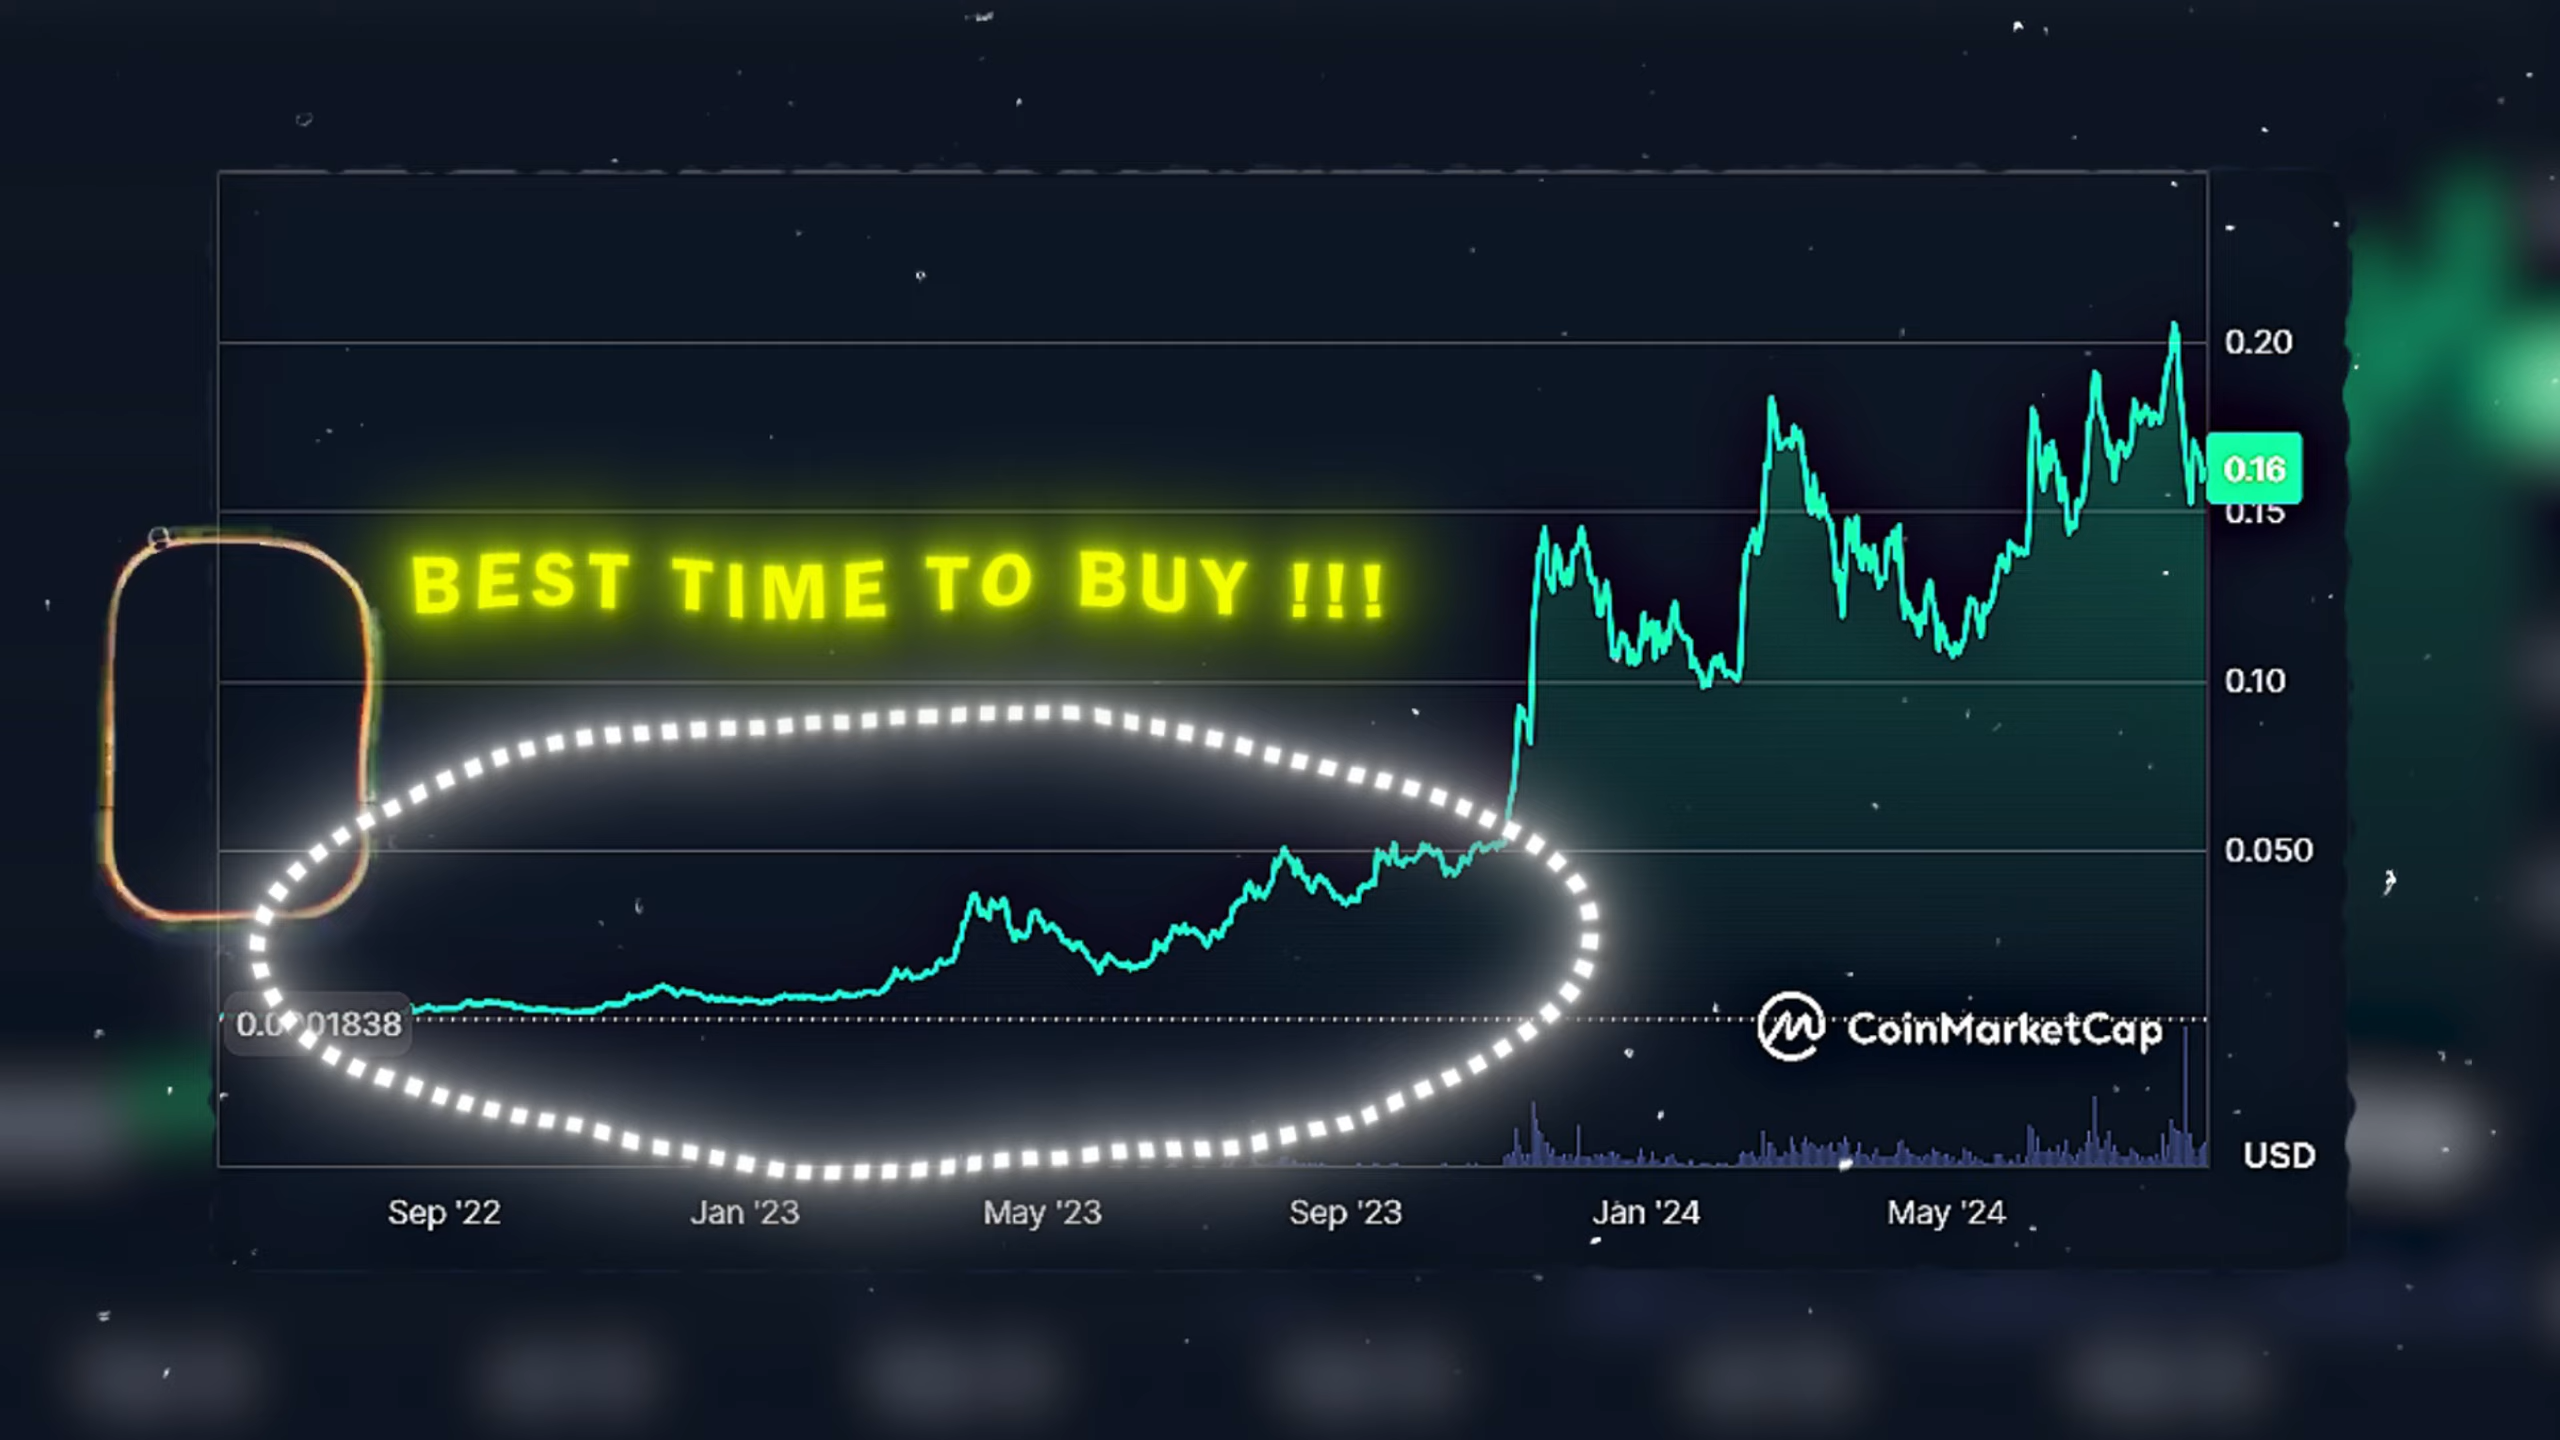 0.20
0.16
0.15
BEST TIME TO BUY !!!
0.10
0.050
CoinMarketCap
USD
Sep '22 Jan '23 May '23 Sep '23 Jan '24 May '24